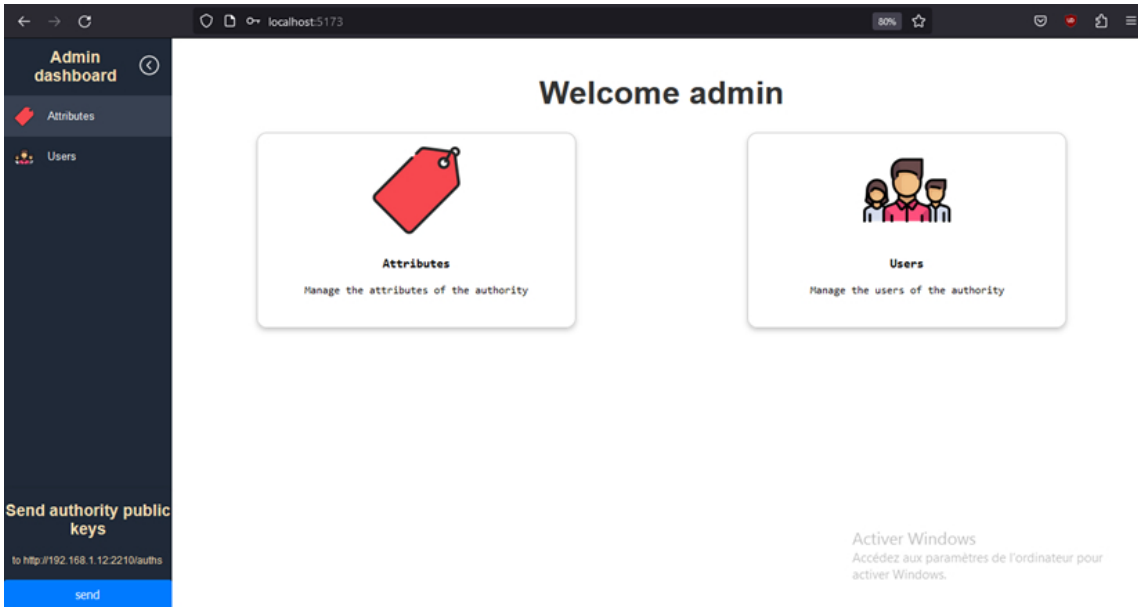 localhost:5173
80%
Admin
dashboard
Attributes
Users
Welcome admin
Attributes
Manage the attributes of the authority
Users
Manage the users of the authority
Send authority public
keys
to http://192.168.1.12:2210/auths
send
Activer Windows
Accédez aux paramètres de l'ordinateur pour
activer Windows.